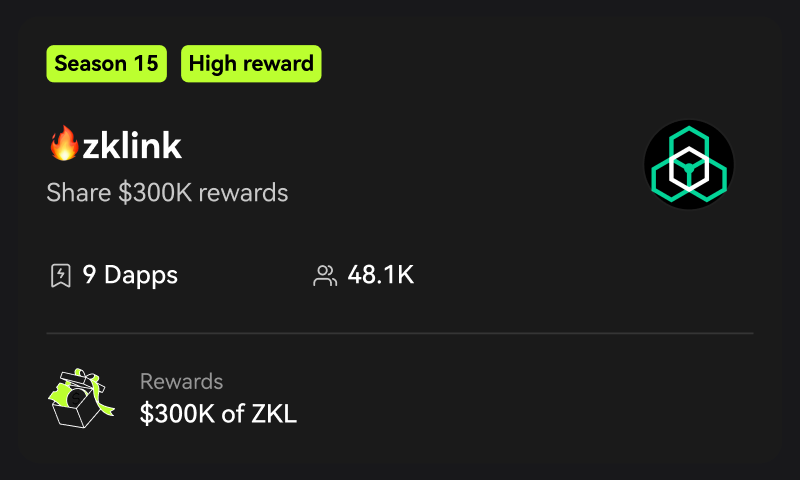 Season 15 High reward
🔥zklink
Share $300K rewards
9 Dapps 48.1K
Rewards
$300K of ZKL